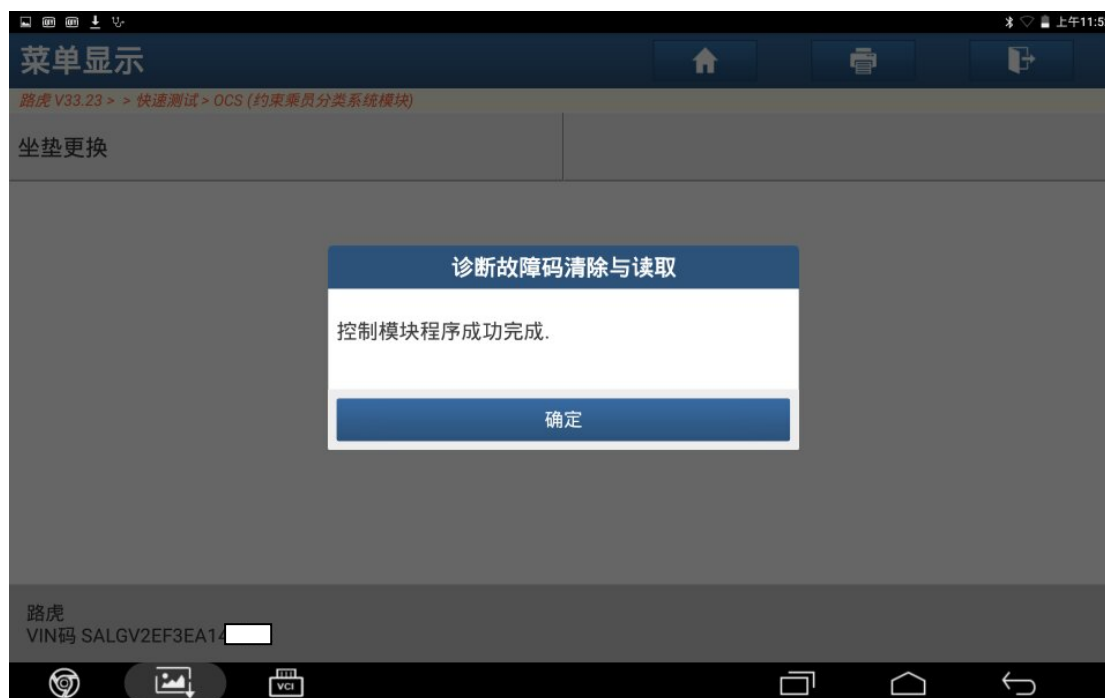 上午11:5
菜单显示
路虎 V33.23 > > 快速测试 > OCS (约束乘员分类系统模块)
坐垫更换
诊断故障码清除与读取
控制模块程序成功完成.
确定
路虎
VIN码 SALGV2EF3EA14
VCI